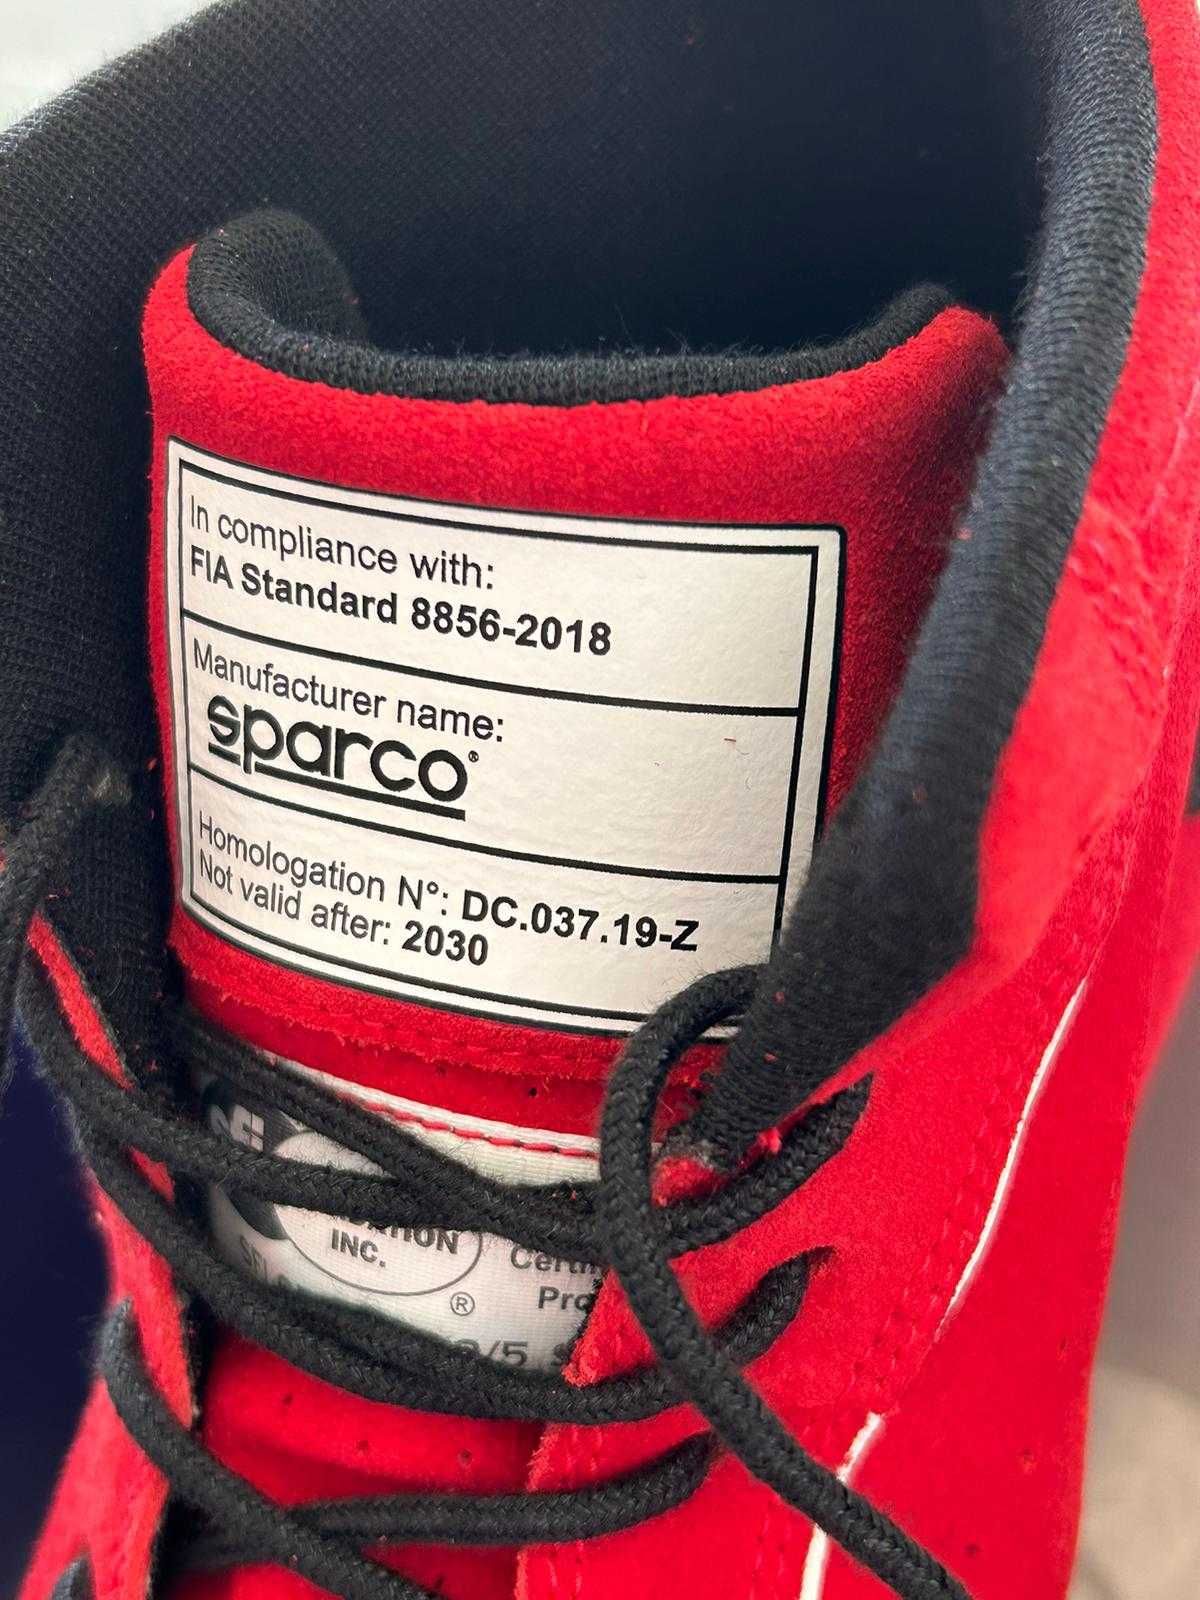 In compliance with:
FIA Standard 8856-2018
Manufacturer name:
sparco®
Homologation N°: DC.037.19-Z
Not valid after: 2030
INC.
®